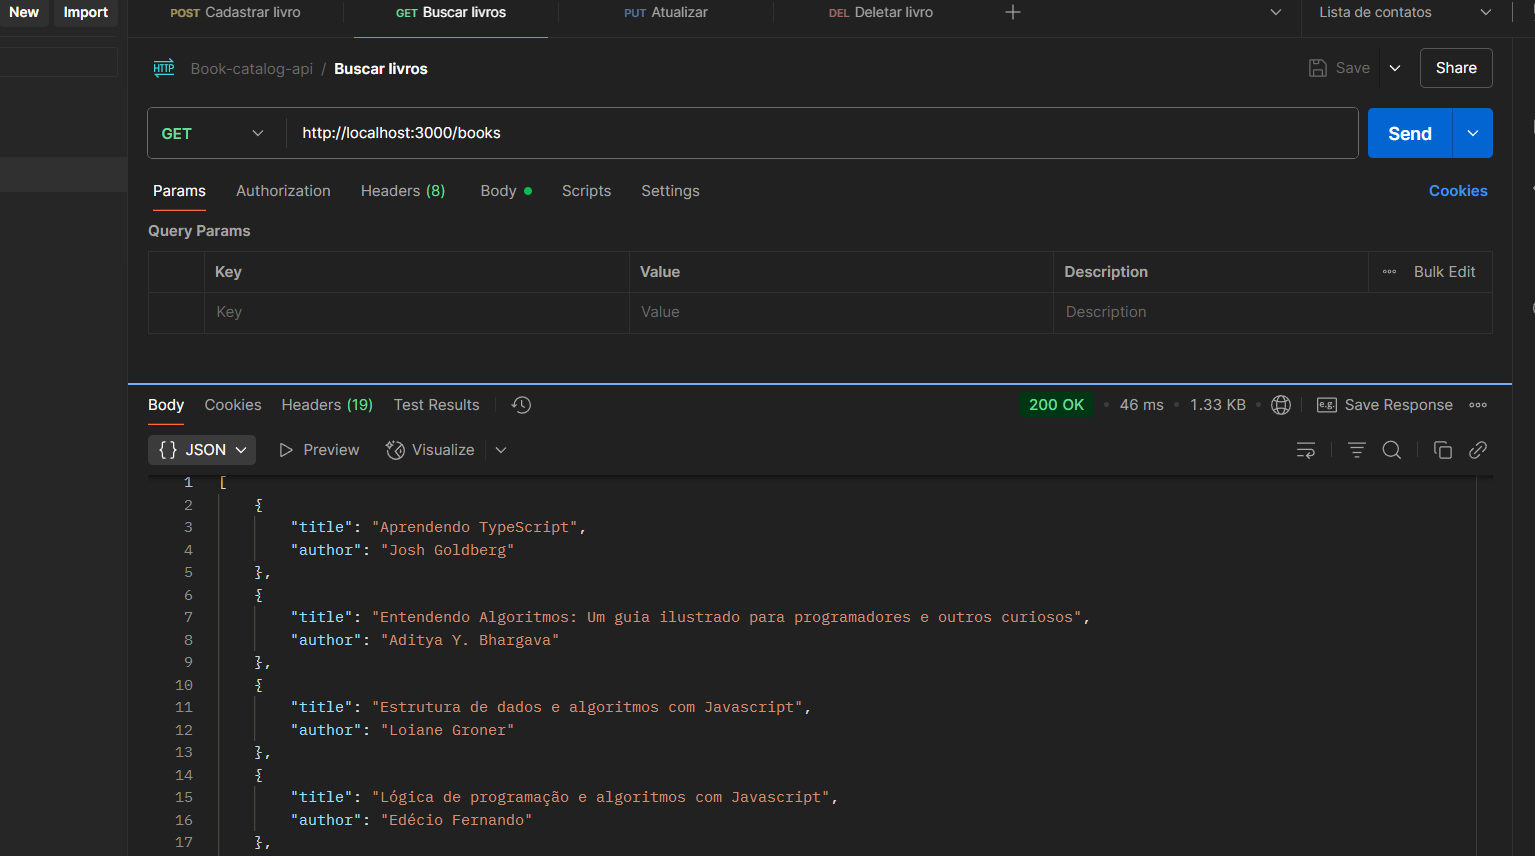 New Import POST Cadastrar livro GET Buscar livros PUT Atualizar DEL Deletar livro Lista de contatos
HTTP Book-catalog-api / Buscar livros Save Share
GET http://localhost:3000/books Send
Params Authorization Headers (8) Body Scripts Settings Cookies
Query Params
Key Value Description Bulk Edit
Key Value Description
Body Cookies Headers (19) Test Results 200 OK 46 ms 1.33 KB e.g. Save Response
{} JSON Preview Visualize
1 [
2 {
3 "title": "Aprendendo TypeScript",
4 "author": "Josh Goldberg"
5 },
6 {
7 "title": "Entendendo Algoritmos: Um guia ilustrado para programadores e outros curiosos",
8 "author": "Aditya Y. Bhargava"
9 },
10 {
11 "title": "Estrutura de dados e algoritmos com Javascript",
12 "author": "Loiane Groner"
13 },
14 {
15 "title": "Lógica de programação e algoritmos com Javascript",
16 "author": "Edécio Fernando"
17 },